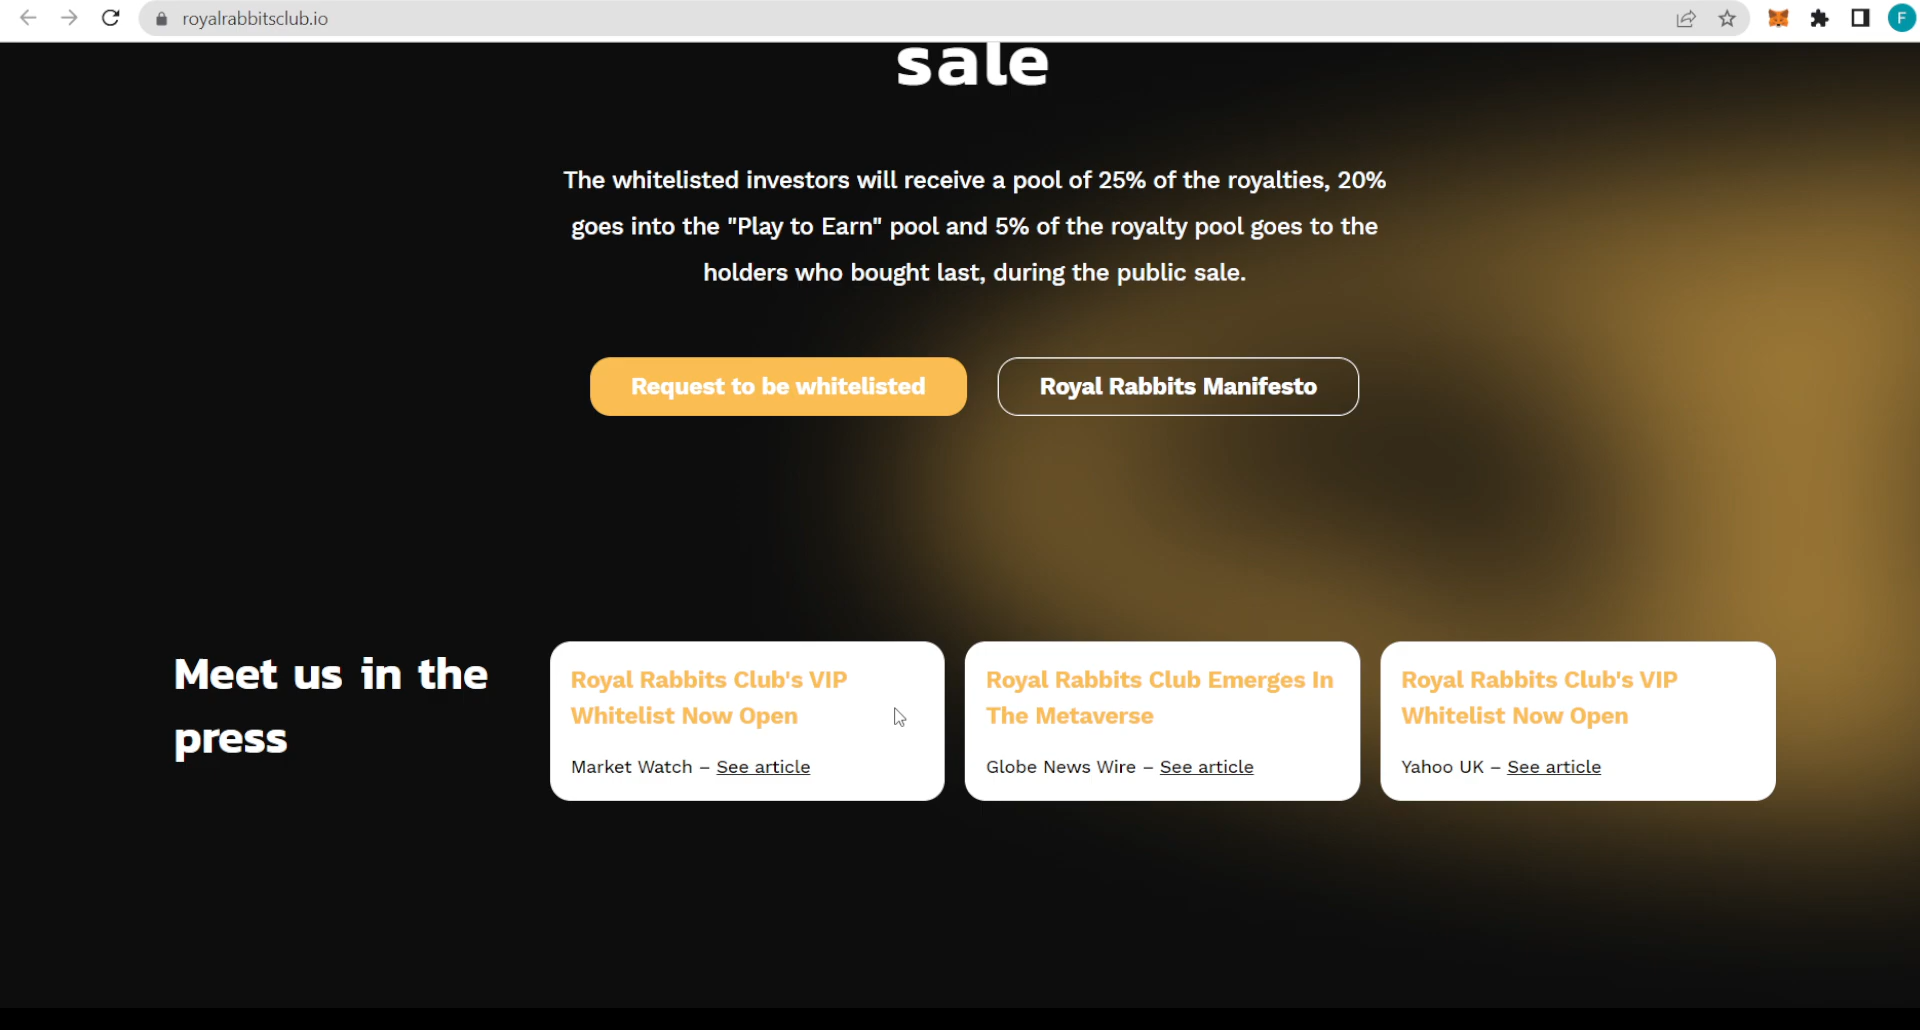 royalrabbitsclub.io
F
sale
The whitelisted investors will receive a pool of 25% of the royalties, 20%
goes into the "Play to Earn" pool and 5% of the royalty pool goes to the
holders who bought last, during the public sale.
Request to be whitelisted
Royal Rabbits Manifesto
Meet us in the
press
Royal Rabbits Club's VIP
Whitelist Now Open
Market Watch – See article
Royal Rabbits Club Emerges In
The Metaverse
Globe News Wire – See article
Royal Rabbits Club's VIP
Whitelist Now Open
Yahoo UK – See article